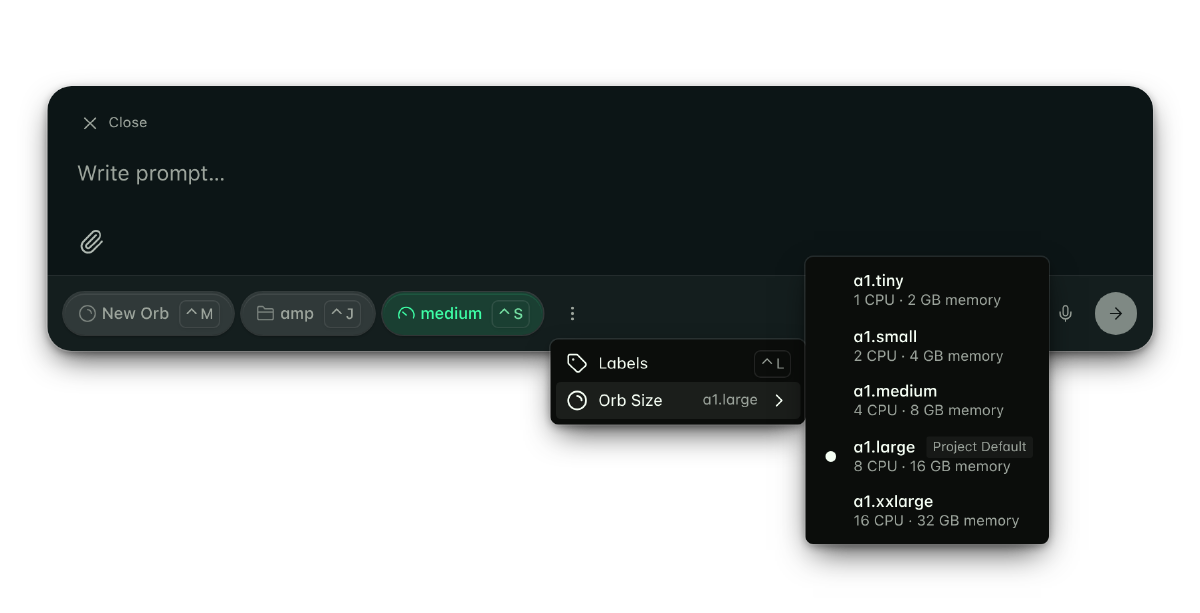 Close
Write prompt...
New Orb ^M
amp ^J
medium ^S
Labels ^L
Orb Size a1.large
a1.tiny
1 CPU · 2 GB memory
a1.small
2 CPU · 4 GB memory
a1.medium
4 CPU · 8 GB memory
a1.large Project Default
8 CPU · 16 GB memory
a1.xxlarge
16 CPU · 32 GB memory